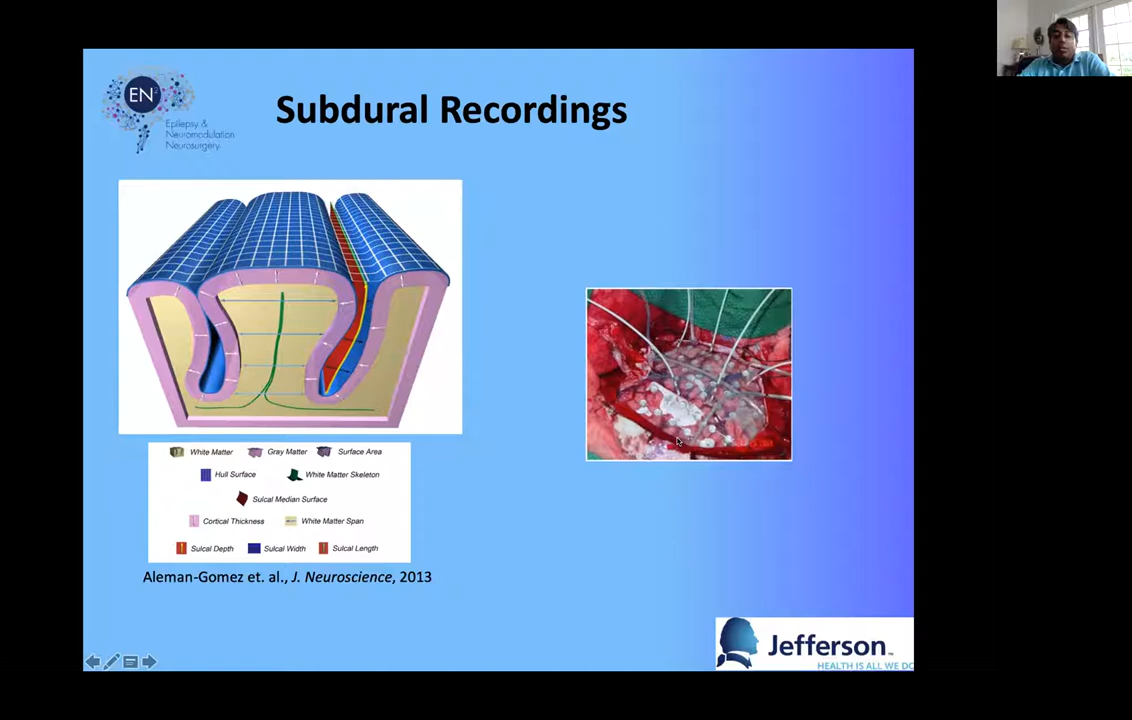 EN²
Epilepsy &
Neuromodulation
Neurosurgery
Subdural Recordings
White Matter Gray Matter Surface Area
Hull Surface White Matter Skeleton
Sulcal Median Surface
Cortical Thickness White Matter Span
Sulcal Depth Sulcal Width Sulcal Length
Aleman-Gomez et. al., J. Neuroscience, 2013
Jefferson™
HEALTH IS ALL WE DO